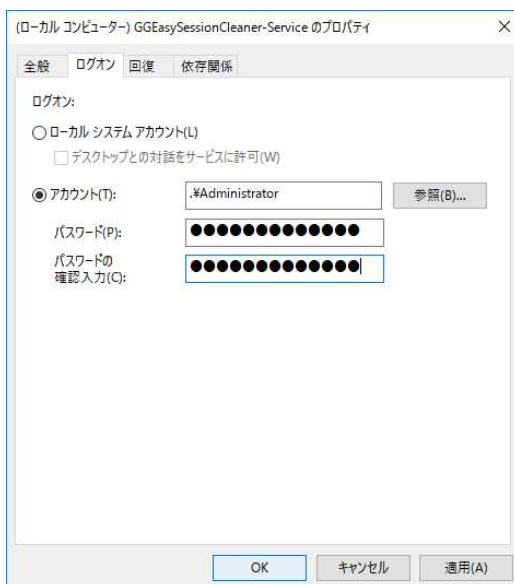 (ローカル コンピューター) GGEasySessionCleaner-Service のプロパティ
全般 ログオン 回復 依存関係
ログオン:
ローカル システム アカウント(L)
デスクトップとの対話をサービスに許可(W)
アカウント(T): .¥Administrator 参照(B)...
パスワード(P): ●●●●●●●●●●●●●
パスワードの
確認入力(C): ●●●●●●●●●●●●●
OK キャンセル 適用(A)